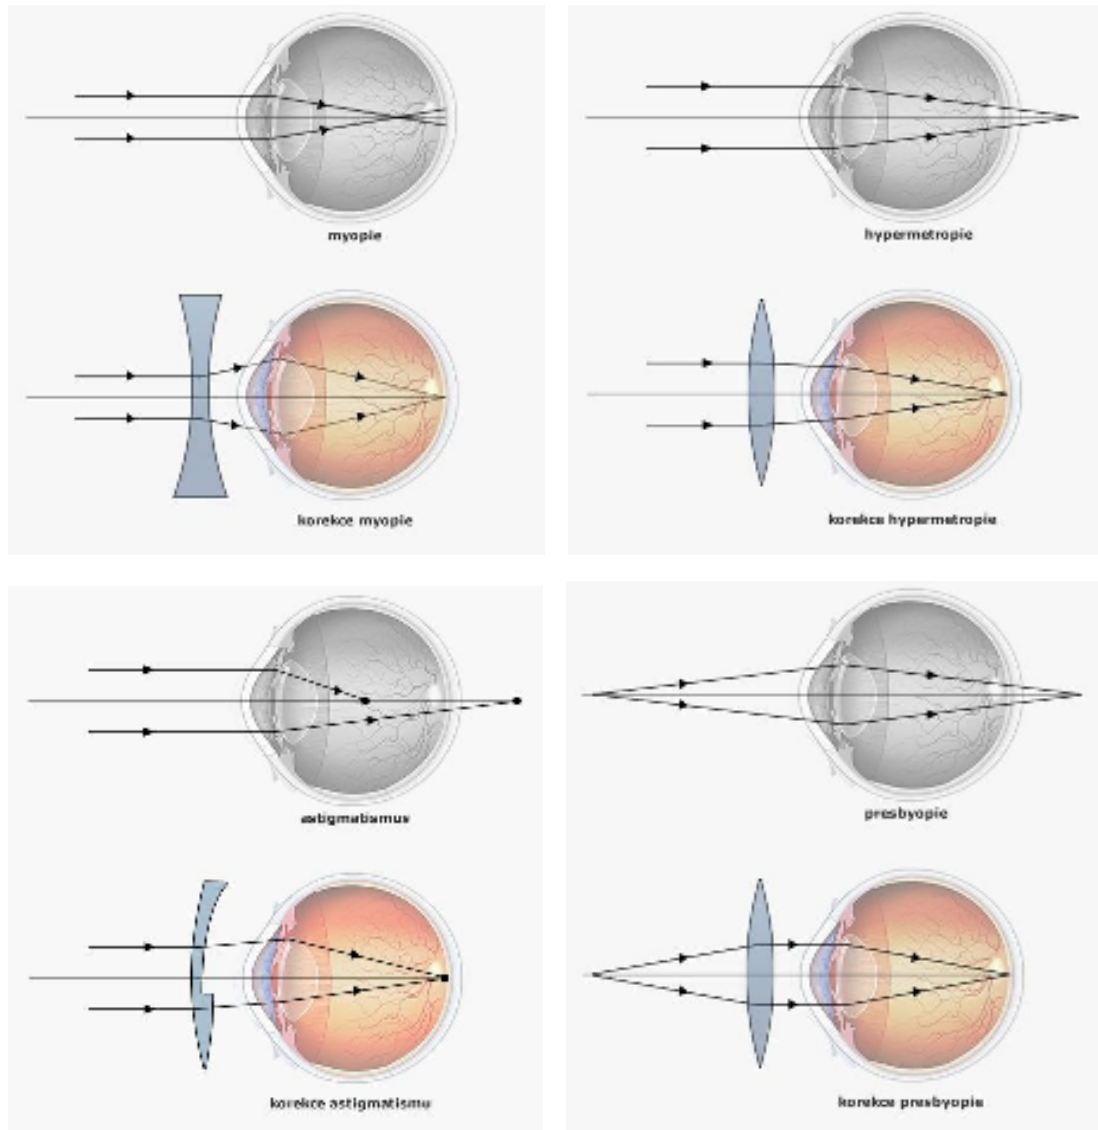 myopie
hypermetropie
korekce myopie
korekce hypermetropie
astigmatismus
presbyopie
korekce astigmatismu
korekce presbyopie